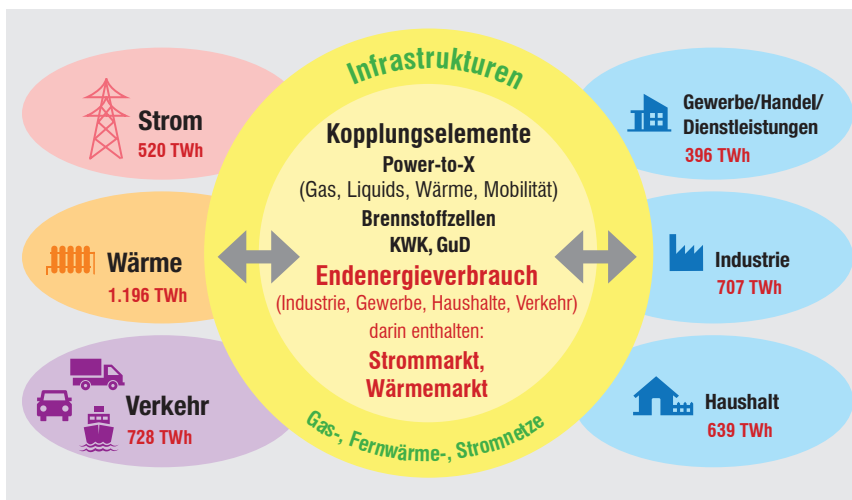 Infrastrukturen
Strom
520 TWh
Wärme
1.196 TWh
Verkehr
728 TWh
Kopplungselemente
Power-to-X
(Gas, Liquids, Wärme, Mobilität)
Brennstoffzellen
KWK, GuD
Endenergieverbrauch
(Industrie, Gewerbe, Haushalte, Verkehr)
darin enthalten:
Strommarkt,
Wärmemarkt
Gas-, Fernwärme-, Stromnetze
Gewerbe/Handel/
Dienstleistungen
396 TWh
Industrie
707 TWh
Haushalt
639 TWh